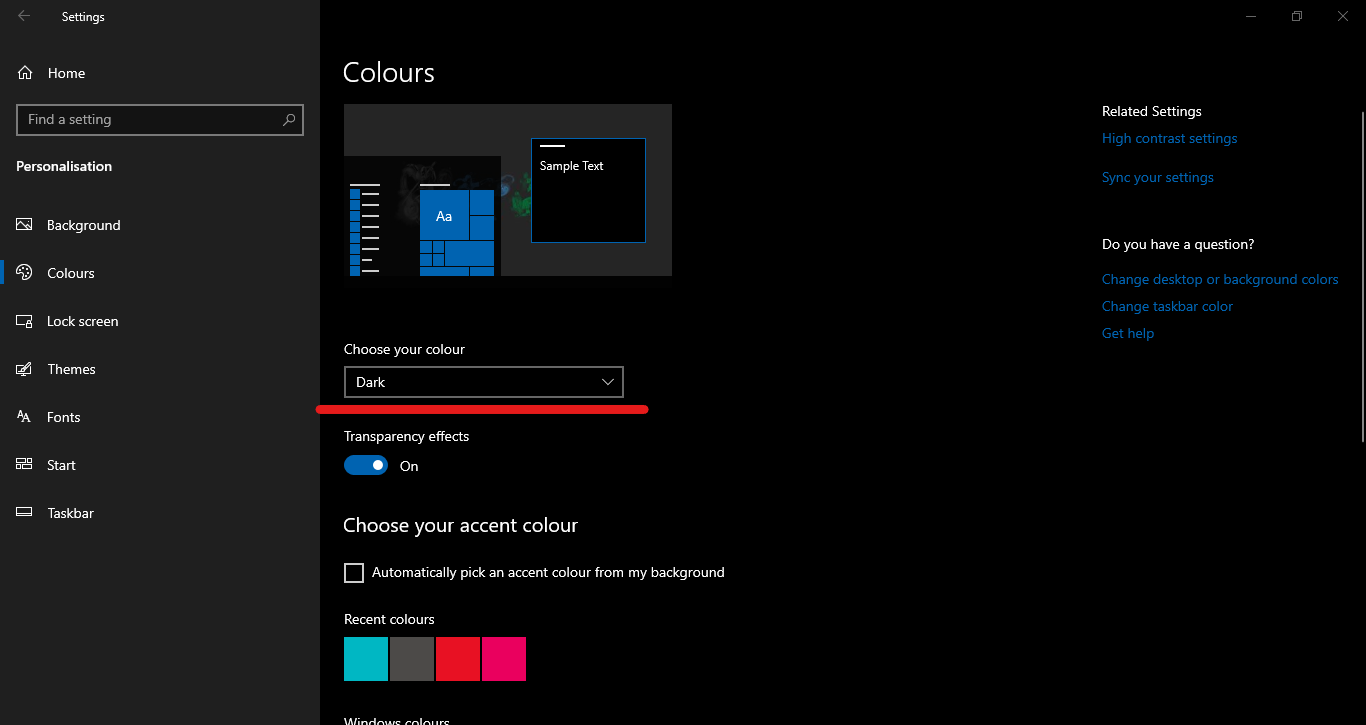 Settings
Home
Find a setting
Personalisation
Background
Colours
Lock screen
Themes
Fonts
Start
Taskbar
Colours
Sample Text
Aa
Choose your colour
Dark
Transparency effects
On
Choose your accent colour
Automatically pick an accent colour from my background
Recent colours
Windows colours
Related Settings
High contrast settings
Sync your settings
Do you have a question?
Change desktop or background colors
Change taskbar color
Get help